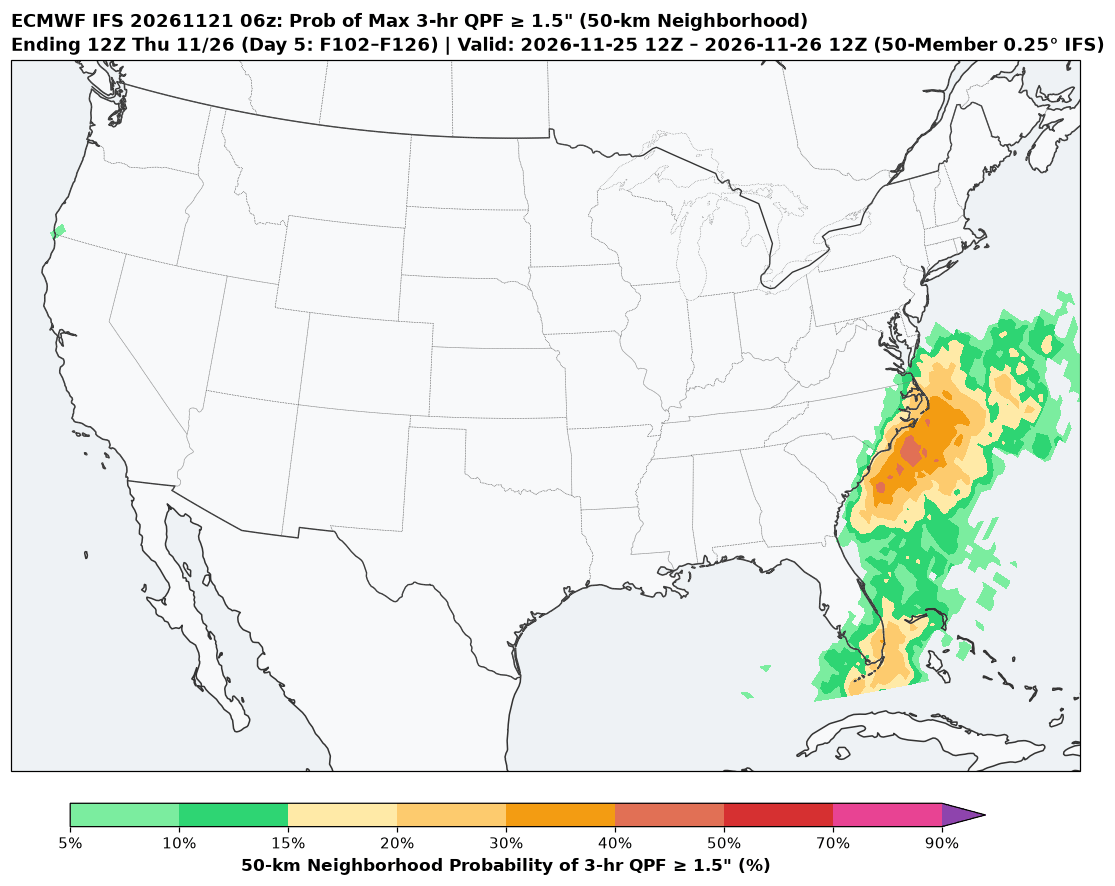 ECMWF IFS 20261121 06z: Prob of Max 3-hr QPF ≥ 1.5" (50-km Neighborhood)
Ending 12Z Thu 11/26 (Day 5: F102–F126) | Valid: 2026-11-25 12Z – 2026-11-26 12Z (50-Member 0.25° IFS)
5% 10% 15% 20% 30% 40% 50% 70% 90%
50-km Neighborhood Probability of 3-hr QPF ≥ 1.5" (%)